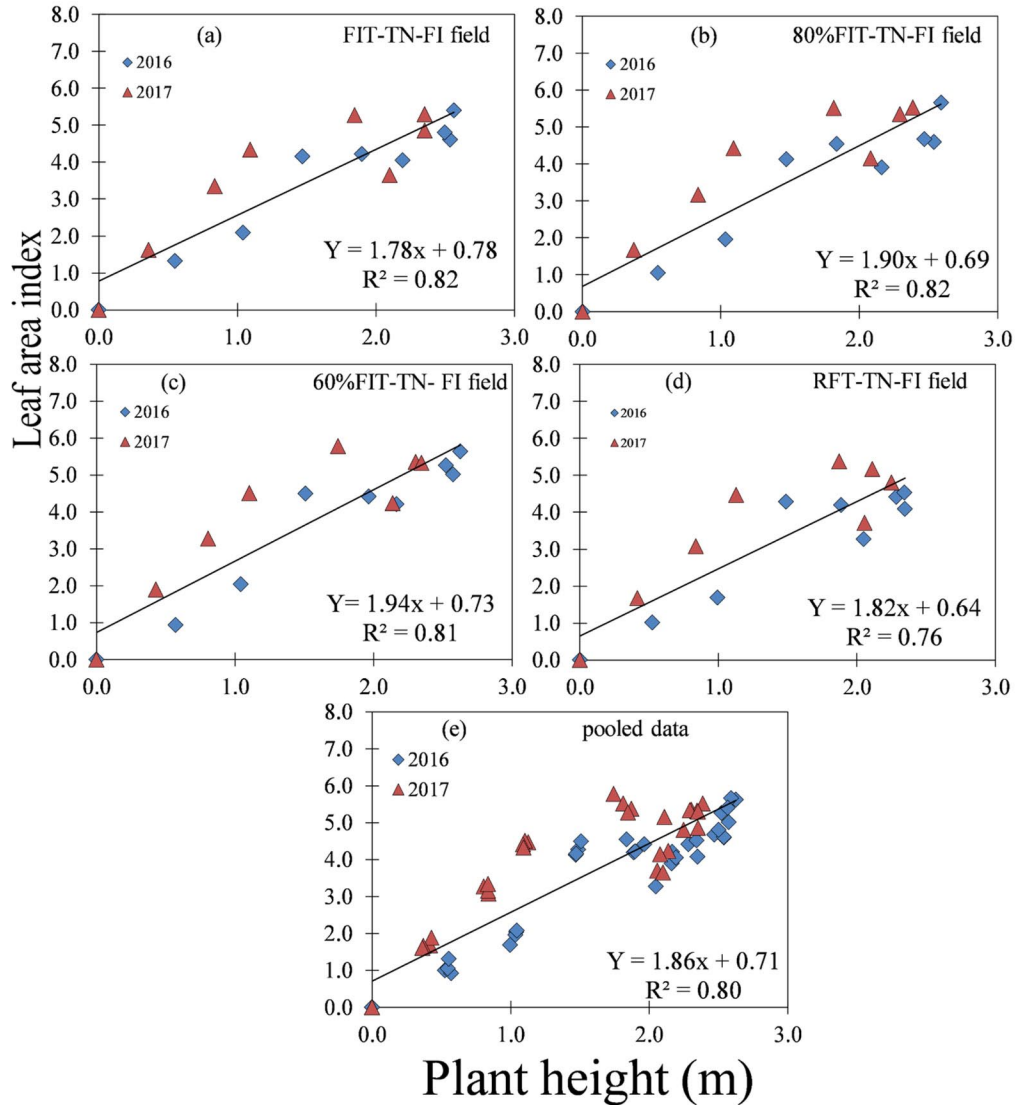 (a) FIT-TN-FI field
8.0
7.0
6.0
5.0
4.0
3.0
2.0
1.0
0.0
2016
2017
Y = 1.78x + 0.78
R² = 0.82
0.0 1.0 2.0 3.0
(b) 80%FIT-TN-FI field
8.0
7.0
6.0
5.0
4.0
3.0
2.0
1.0
0.0
2016
2017
Y = 1.90x + 0.69
R² = 0.82
0.0 1.0 2.0 3.0
Leaf area index
(c) 60%FIT-TN- FI field
8.0
7.0
6.0
5.0
4.0
3.0
2.0
1.0
0.0
2016
2017
Y= 1.94x + 0.73
R² = 0.81
0.0 1.0 2.0 3.0
(d) RFT-TN-FI field
8.0
7.0
6.0
5.0
4.0
3.0
2.0
1.0
0.0
2016
2017
Y = 1.82x + 0.64
R² = 0.76
0.0 1.0 2.0 3.0
(e) pooled data
8.0
7.0
6.0
5.0
4.0
3.0
2.0
1.0
0.0
2016
2017
Y = 1.86x + 0.71
R² = 0.80
0.0 1.0 2.0 3.0
Plant height (m)